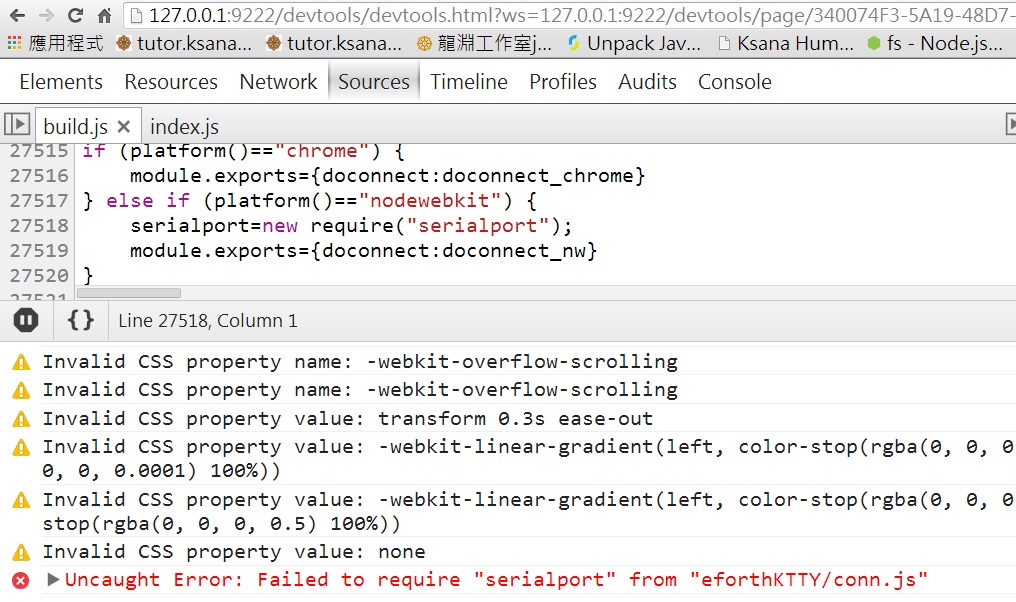 127.0.0.1:9222/devtools/devtools.html?ws=127.0.0.1:9222/devtools/page/340074F3-5A19-48D7-
應用程式 tutor.ksana... tutor.ksana... 龍淵工作室j... Unpack Jav... Ksana Hum... fs - Node.js...
Elements Resources Network Sources Timeline Profiles Audits Console
build.js × index.js
27515 if (platform()=="chrome") {
27516 module.exports={doconnect:doconnect_chrome}
27517 } else if (platform()=="nodewebkit") {
27518 serialport=new require("serialport");
27519 module.exports={doconnect:doconnect_nw}
27520 }
27521
{} Line 27518, Column 1
Invalid CSS property name: -webkit-overflow-scrolling
Invalid CSS property name: -webkit-overflow-scrolling
Invalid CSS property value: transform 0.3s ease-out
Invalid CSS property value: -webkit-linear-gradient(left, color-stop(rgba(0, 0, 0
0, 0, 0.0001) 100%))
Invalid CSS property value: -webkit-linear-gradient(left, color-stop(rgba(0, 0, 0
stop(rgba(0, 0, 0, 0.5) 100%))
Invalid CSS property value: none
Uncaught Error: Failed to require "serialport" from "eforthKTTY/conn.js"